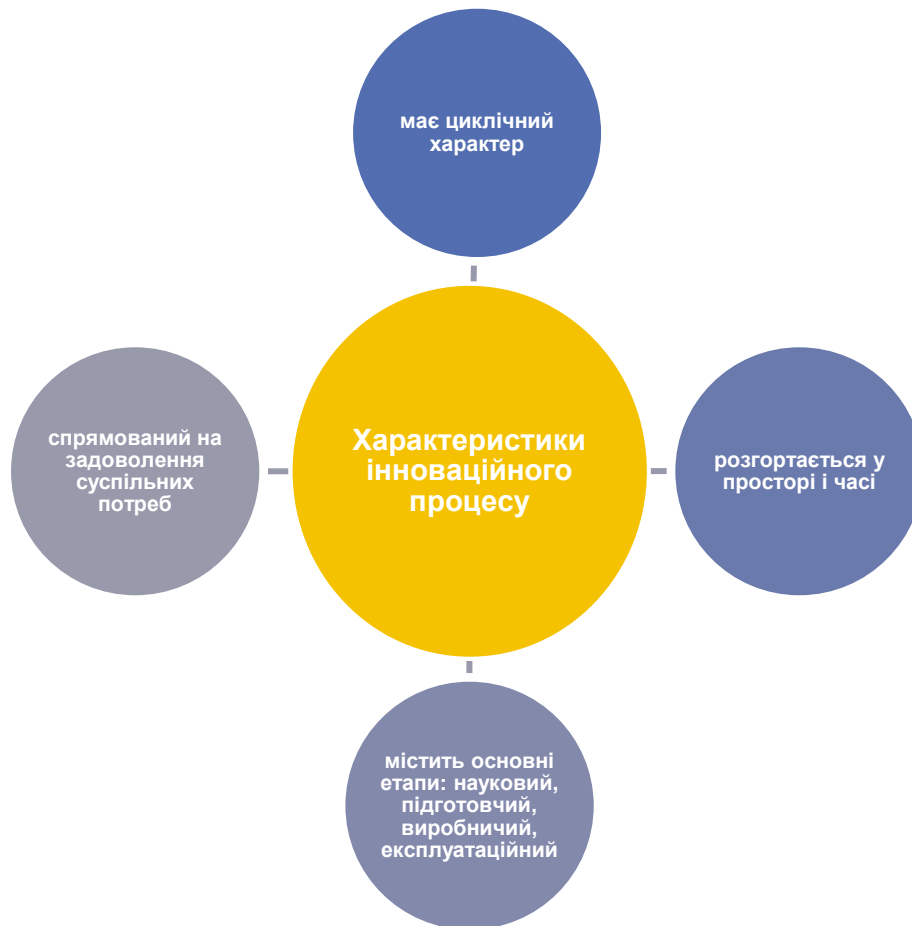 має циклічний
характер
спрямований на
задоволення
суспільних
потреб
Характеристики
інноваційного
процесу
розгортається у
просторі і часі
містить основні
етапи: науковий,
підготовчий,
виробничий,
експлуатаційний